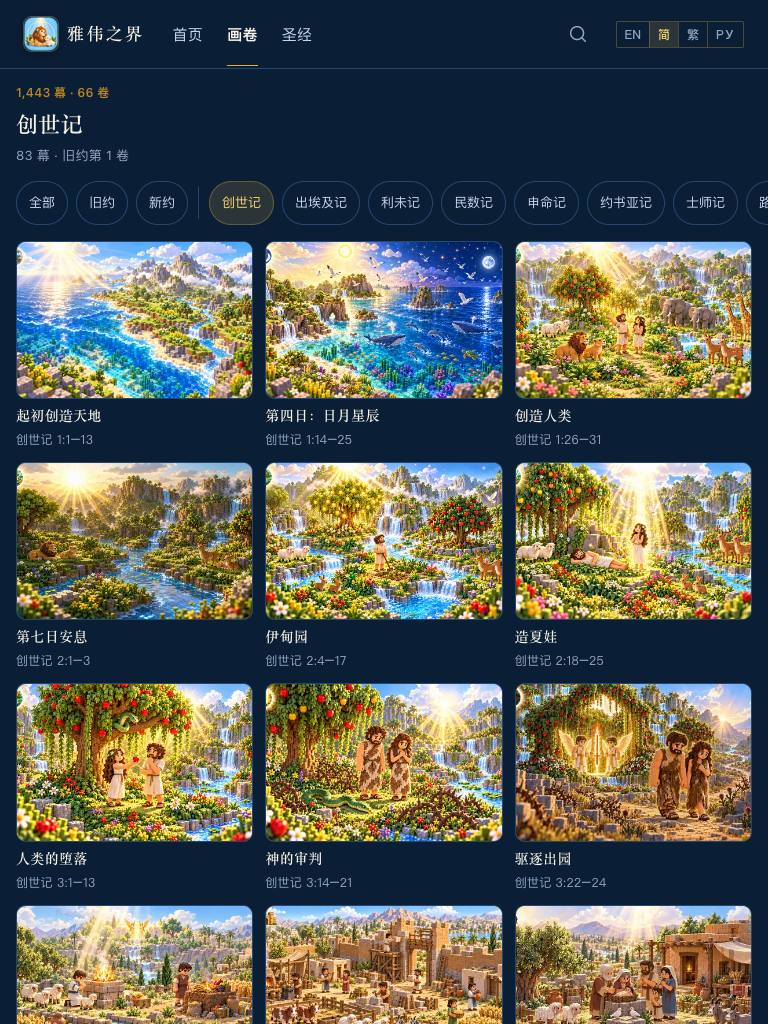 雅伟之界 首页 画卷 圣经 EN 简 繁 РУ
1,443 幕 · 66 卷
创世记
83 幕 · 旧约第 1 卷
全部 旧约 新约 创世记 出埃及记 利未记 民数记 申命记 约书亚记 士师记 路
起初创造天地 第四日：日月星辰 创造人类
创世记 1:1–13 创世记 1:14–25 创世记 1:26–31
第七日安息 伊甸园 造夏娃
创世记 2:1–3 创世记 2:4–17 创世记 2:18–25
人类的堕落 神的审判 驱逐出园
创世记 3:1–13 创世记 3:14–21 创世记 3:22–24